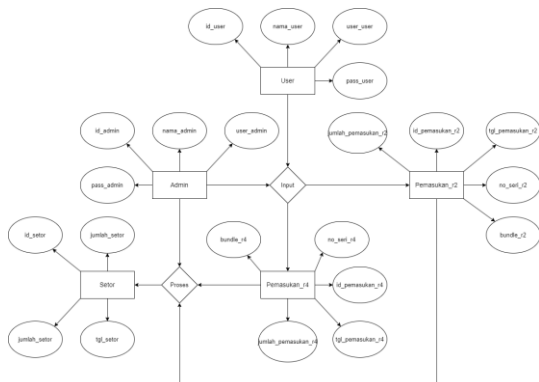 id_user
nama_user
user_user
User
pass_user
id_admin
nama_admin
user_admin
pass_admin
Admin
Input
jumlah_pemasukan_r2
id_pemasukan_r2
tgl_pemasukan_r2
Pemasukan_r2
no_seri_r2
bundle_r2
id_setor
jumlah_setor
Setor
jumlah_setor
tgl_setor
Proses
bundle_r4
no_seri_r4
Pemasukan_r4
id_pemasukan_r4
jumlah_pemasukan_r4
tgl_pemasukan_r4